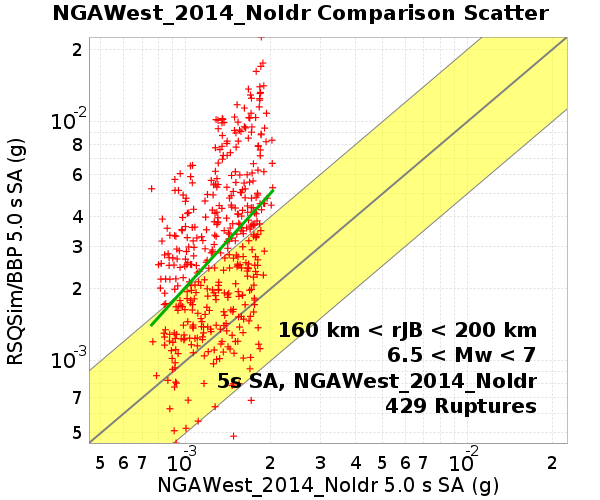 NGAWest_2014_NoIdr Comparison Scatter
RSQSim/BBP 5.0 s SA (g)
2
10-2
8
6
4
3
2
10-3
7
5
160 km < rJB < 200 km
6.5 < Mw < 7
5s SA, NGAWest_2014_NoIdr
429 Ruptures
5 6 7 10-3 2 3 4 5 6 7 8 10-2 2
NGAWest_2014_NoIdr 5.0 s SA (g)